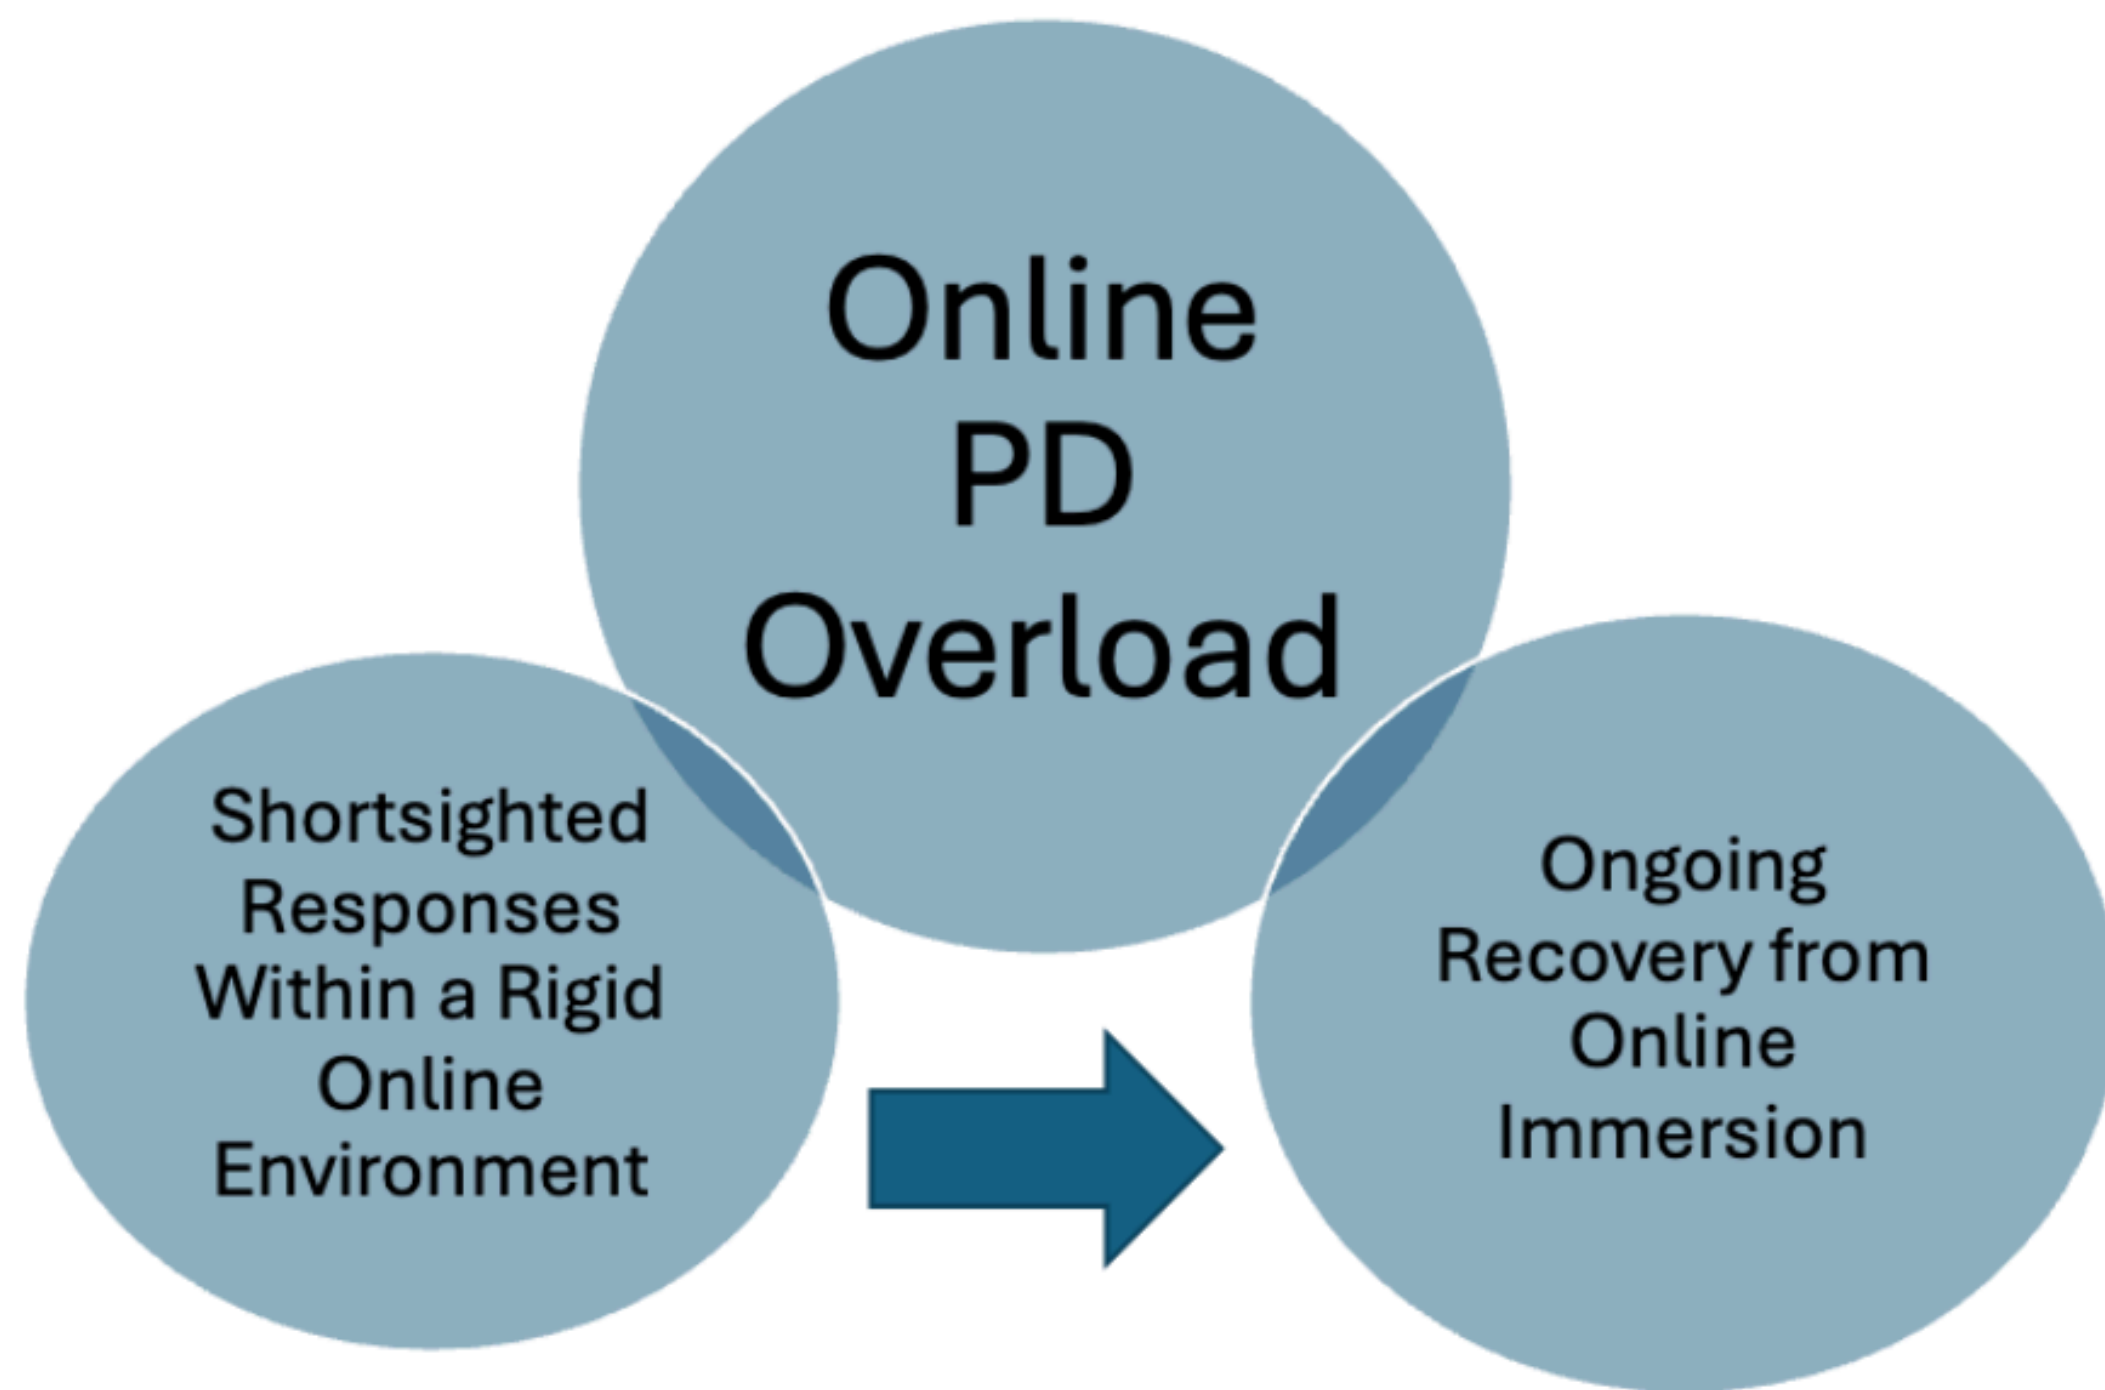 Online
PD
Overload
Shortsighted
Responses
Within a Rigid
Online
Environment
Ongoing
Recovery from
Online
Immersion